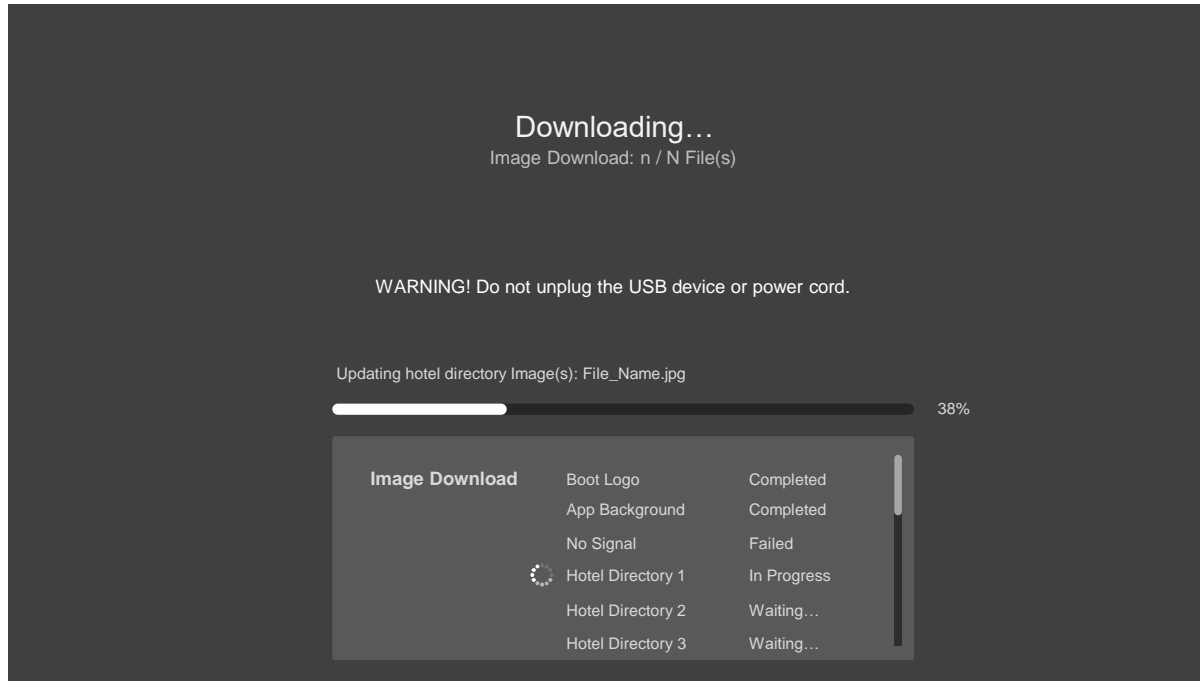 Downloading…
Image Download: n / N File(s)
WARNING! Do not unplug the USB device or power cord.
Updating hotel directory Image(s): File_Name.jpg
38%
Image Download Boot Logo Completed
App Background Completed
No Signal Failed
Hotel Directory 1 In Progress
Hotel Directory 2 Waiting…
Hotel Directory 3 Waiting…